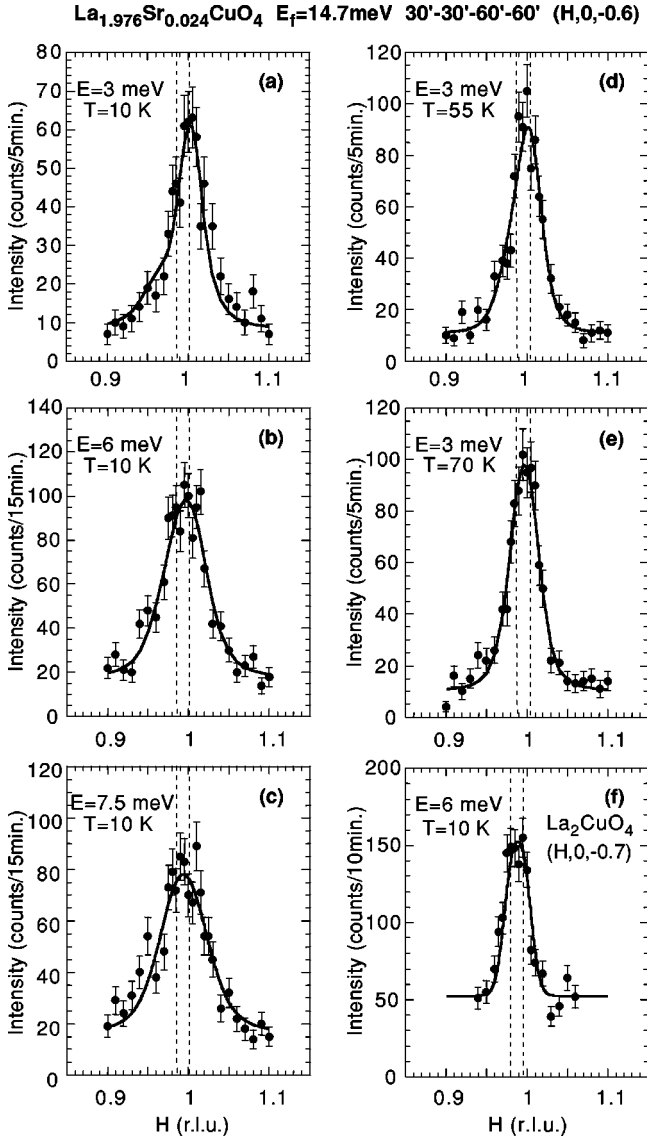 La1.976Sr0.024CuO4 Ef=14.7meV 30'-30'-60'-60' (H,0,-0.6)
Intensity (counts/5min.)
80
70
60
50
40
30
20
10
0
E=3 meV
T=10 K
(a)
0.9 1 1.1
Intensity (counts/5min.)
120
100
80
60
40
20
0
E=3 meV
T=55 K
(d)
0.9 1 1.1
Intensity (counts/15min.)
140
120
100
80
60
40
20
0
E=6 meV
T=10 K
(b)
0.9 1 1.1
Intensity (counts/5min.)
120
100
80
60
40
20
0
E=3 meV
T=70 K
(e)
0.9 1 1.1
Intensity (counts/15min.)
120
100
80
60
40
20
0
E=7.5 meV
T=10 K
(c)
0.9 1 1.1
H (r.l.u.)
Intensity (counts/10min.)
200
150
100
50
0
E=6 meV
T=10 K
(f)
La2CuO4
(H,0,-0.7)
0.9 1 1.1
H (r.l.u.)